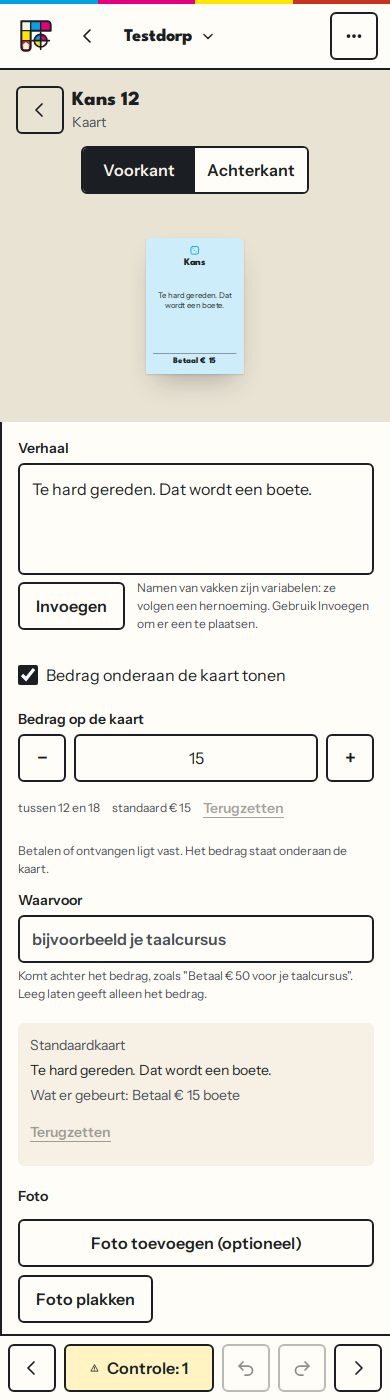 Testdorp
Kans 12
Kaart
Voorkant
Achterkant
Kans
Te hard gereden. Dat
wordt een boete.
Betaal € 15
Verhaal
Te hard gereden. Dat wordt een boete.
Invoegen
Namen van vakken zijn variabelen: ze
volgen een hernoeming. Gebruik Invoegen
om er een te plaatsen.
Bedrag onderaan de kaart tonen
Bedrag op de kaart
− 15 +
tussen 12 en 18 standaard € 15 Terugzetten
Betalen of ontvangen ligt vast. Het bedrag staat onderaan de
kaart.
Waarvoor
bijvoorbeeld je taalcursus
Komt achter het bedrag, zoals "Betaal € 50 voor je taalcursus".
Leeg laten geeft alleen het bedrag.
Standaardkaart
Te hard gereden. Dat wordt een boete.
Wat er gebeurt: Betaal € 15 boete
Terugzetten
Foto
Foto toevoegen (optioneel)
Foto plakken
Controle: 1